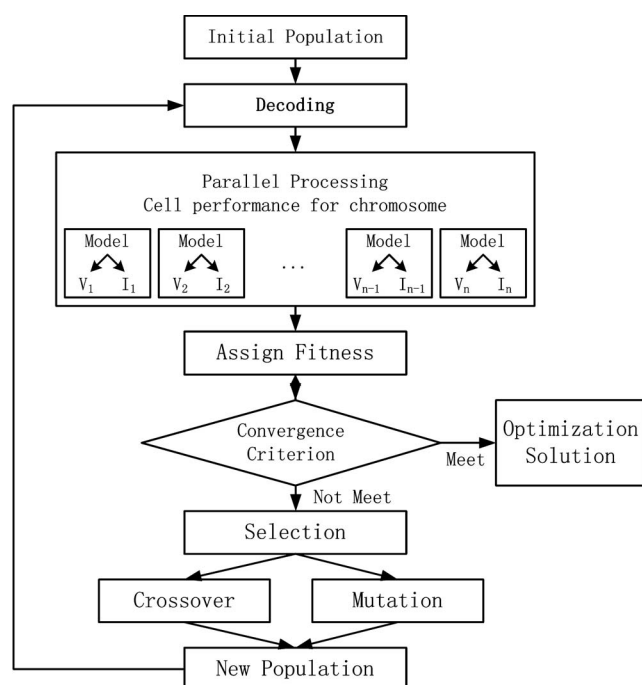 Initial Population
Decoding
Parallel Processing
Cell performance for chromosome
Model
V₁ I₁
Model
V₂ I₂
...
Model
Vₙ₋₁ Iₙ₋₁
Model
Vₙ Iₙ
Assign Fitness
Convergence
Criterion
Meet
Optimization
Solution
Not Meet
Selection
Crossover
Mutation
New Population